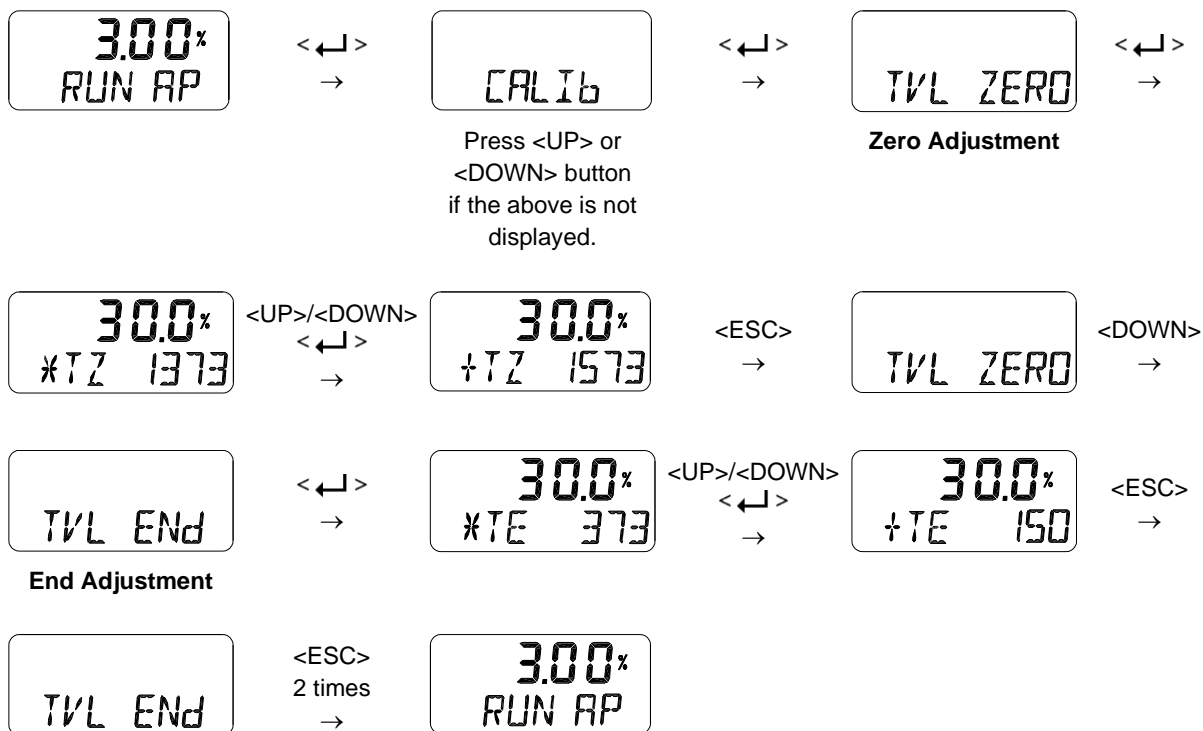 3.00%
RUN AP
< ↵ >
→
CALIb
Press <UP> or
<DOWN> button
if the above is not
displayed.
< ↵ >
→
TVL ZERO
Zero Adjustment
< ↵ >
→
30.0%
*TZ 1373
<UP>/<DOWN>
< ↵ >
→
30.0%
+TZ 1573
<ESC>
→
TVL ZERO
<DOWN>
→
TVL ENd
End Adjustment
< ↵ >
→
30.0%
*TE 373
<UP>/<DOWN>
< ↵ >
→
30.0%
+TE 150
<ESC>
→
TVL ENd
<ESC>
2 times
→
3.00%
RUN AP